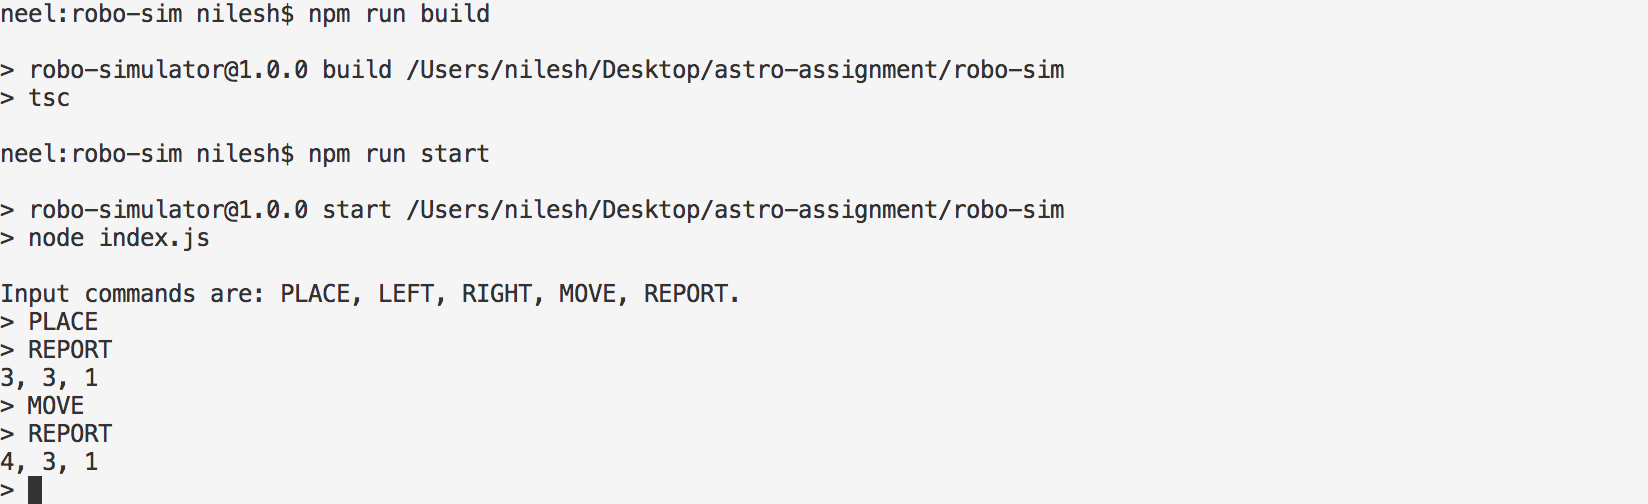 neel:robo-sim nilesh$ npm run build
> robo-simulator@1.0.0 build /Users/nilesh/Desktop/astro-assignment/robo-sim
> tsc
neel:robo-sim nilesh$ npm run start
> robo-simulator@1.0.0 start /Users/nilesh/Desktop/astro-assignment/robo-sim
> node index.js
Input commands are: PLACE, LEFT, RIGHT, MOVE, REPORT.
> PLACE
> REPORT
3, 3, 1
> MOVE
> REPORT
4, 3, 1
>